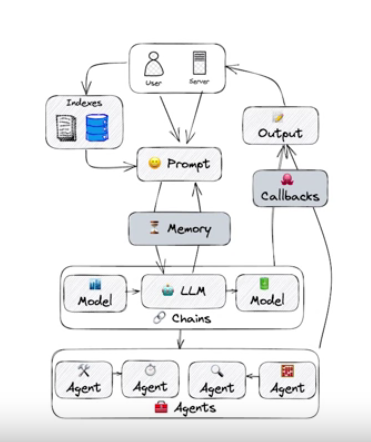 User
Server
Indexes
Output
Prompt
Callbacks
Memory
Model
LLM
Model
Chains
Agent
Agent
Agent
Agent
Agents